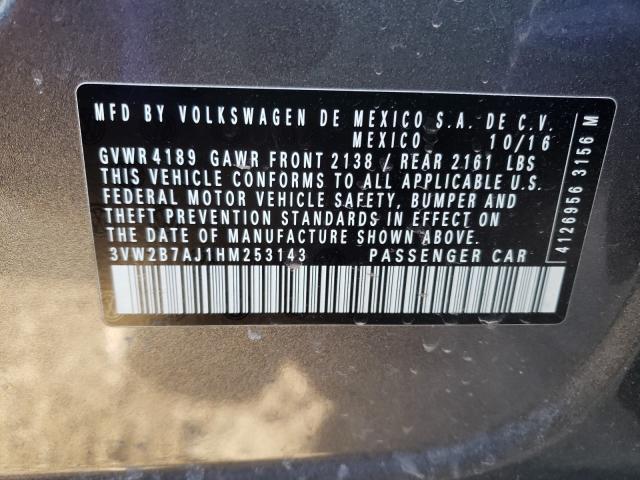 MFD BY VOLKSWAGEN DE MEXICO S.A. DE C.V.
MEXICO 10/16
GVWR 4189 GAWR FRONT 2138 / REAR 2161 LBS
THIS VEHICLE CONFORMS TO ALL APPLICABLE U.S.
FEDERAL MOTOR VEHICLE SAFETY, BUMPER AND
THEFT PREVENTION STANDARDS IN EFFECT ON
THE DATE OF MANUFACTURE SHOWN ABOVE.
3VW2B7AJ1HM253143 PASSENGER CAR
4126956 3156 M